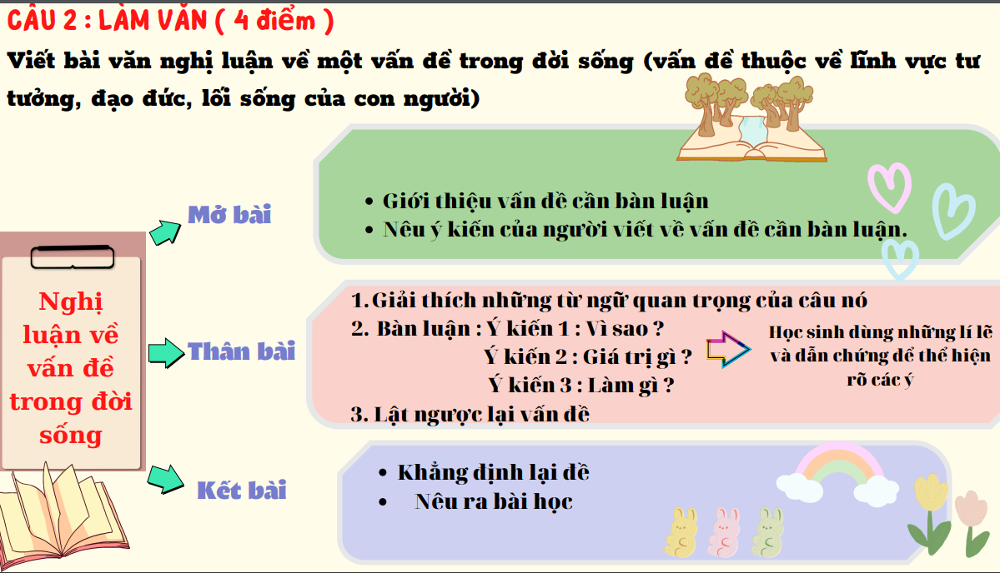 CÂU 2 : LÀM VĂN ( 4 điểm )
Viết bài văn nghị luận về một vấn đề trong đời sống (vấn đề thuộc về lĩnh vực tư
tưởng, đạo đức, lối sống của con người)
Mở bài
• Giới thiệu vấn đề cần bàn luận
• Nêu ý kiến của người viết về vấn đề cần bàn luận.
Nghị
luận về
vấn đề
trong đời
sống
Thân bài
1. Giải thích những từ ngữ quan trọng của câu nó
2. Bàn luận : Ý kiến 1 : Vì sao ?
Ý kiến 2 : Giá trị gì ?
Ý kiến 3 : Làm gì ?
3. Lật ngược lại vấn đề
Học sinh dùng những lí lẽ
và dẫn chứng để thể hiện
rõ các ý
Kết bài
• Khẳng định lại đề
• Nêu ra bài học